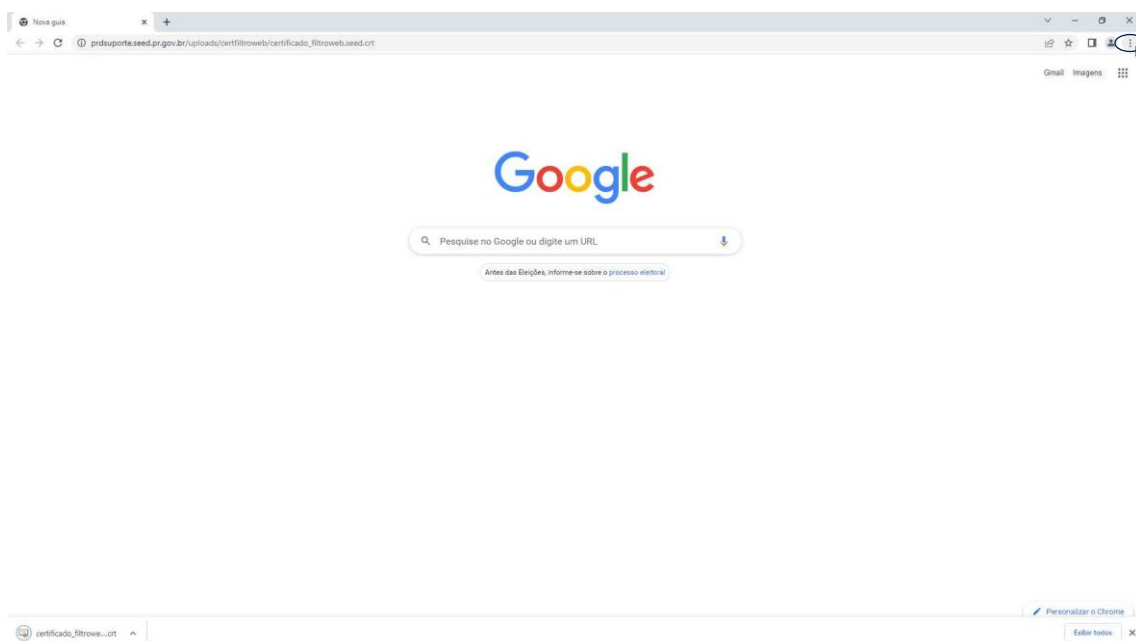 Nova guia
prdsuporte.seed.pr.gov.br/uploads/certfiltroweb/certificado_filtroweb.seed.crt
Gmail Imagens
Google
Pesquise no Google ou digite um URL
Antes das Eleições, informe-se sobre o processo eleitoral
Personalizar o Chrome
certificado_filtrowe....crt
Exibir todos